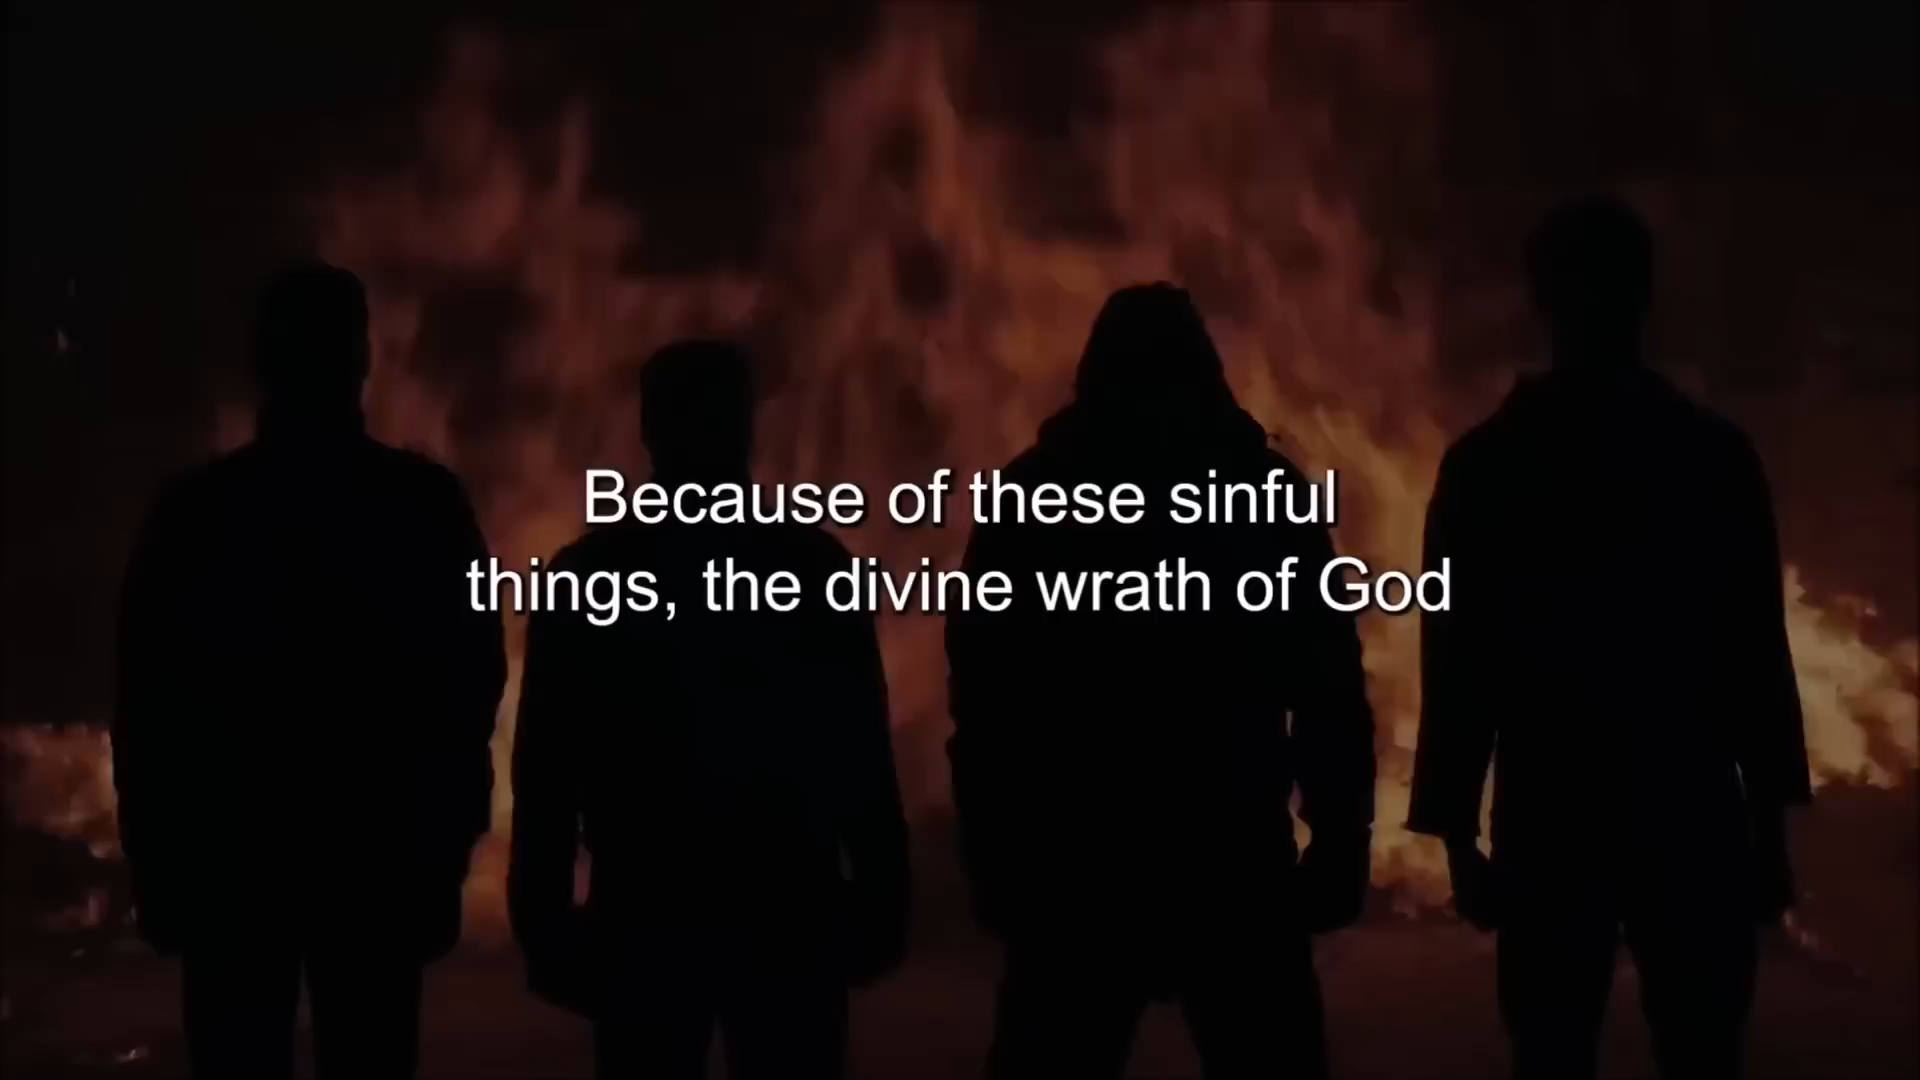 Because of these sinful
things, the divine wrath of God